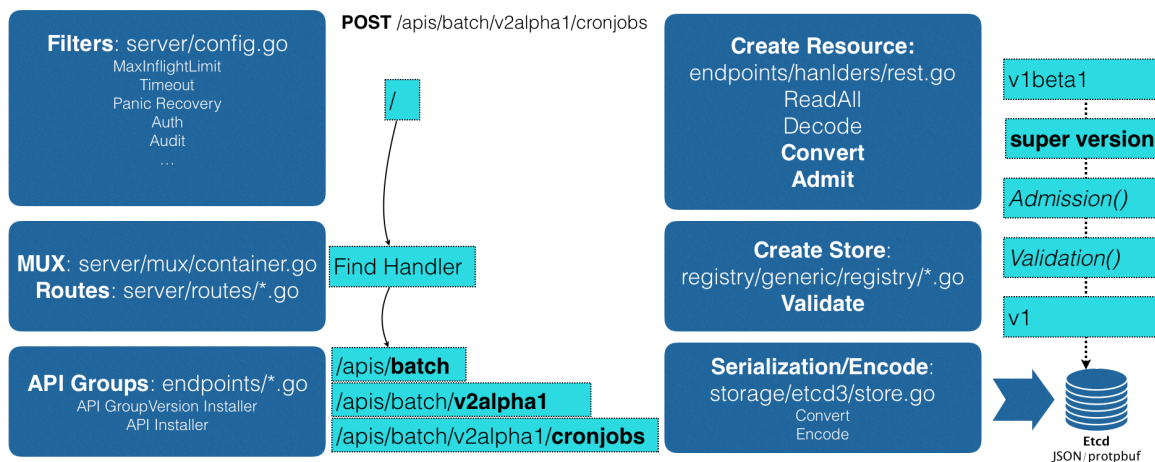 POST /apis/batch/v2alpha1/cronjobs
Filters: server/config.go
MaxInflightLimit
Timeout
Panic Recovery
Auth
Audit
...
/
MUX: server/mux/container.go
Routes: server/routes/*.go
Find Handler
API Groups: endpoints/*.go
API GroupVersion Installer
API Installer
/apis/batch
/apis/batch/v2alpha1
/apis/batch/v2alpha1/cronjobs
Create Resource:
endpoints/hanlders/rest.go
ReadAll
Decode
Convert
Admit
Create Store:
registry/generic/registry/*.go
Validate
Serialization/Encode:
storage/etcd3/store.go
Convert
Encode
v1beta1
super version
Admission()
Validation()
v1
Etcd
JSON/protpbuf